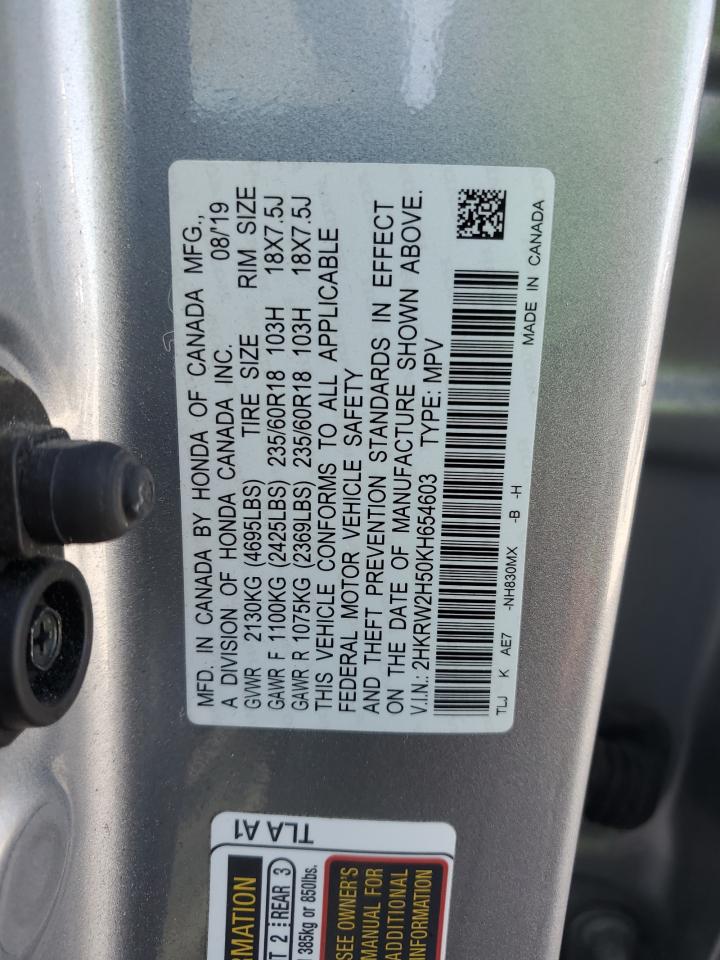 MFD. IN CANADA BY HONDA OF CANADA MFG.,
A DIVISION OF HONDA CANADA INC. 08/'19
GVWR 2130KG (4695LBS) TIRE SIZE RIM SIZE
GAWR F 1100KG (2425LBS) 235/60R18 103H 18X7.5J
GAWR R 1075KG (2369LBS) 235/60R18 103H 18X7.5J
THIS VEHICLE CONFORMS TO ALL APPLICABLE
FEDERAL MOTOR VEHICLE SAFETY
AND THEFT PREVENTION STANDARDS IN EFFECT
ON THE DATE OF MANUFACTURE SHOWN ABOVE.
V.I.N.: 2HKRW2H50KH654603 TYPE: MPV
TLJ K AE7 -NH830MX -B -H
MADE IN CANADA
TLA A1
RMATION
T 2 REAR 3
385kg or 850lbs.
SEE OWNER'S
MANUAL FOR
ADDITIONAL
INFORMATION